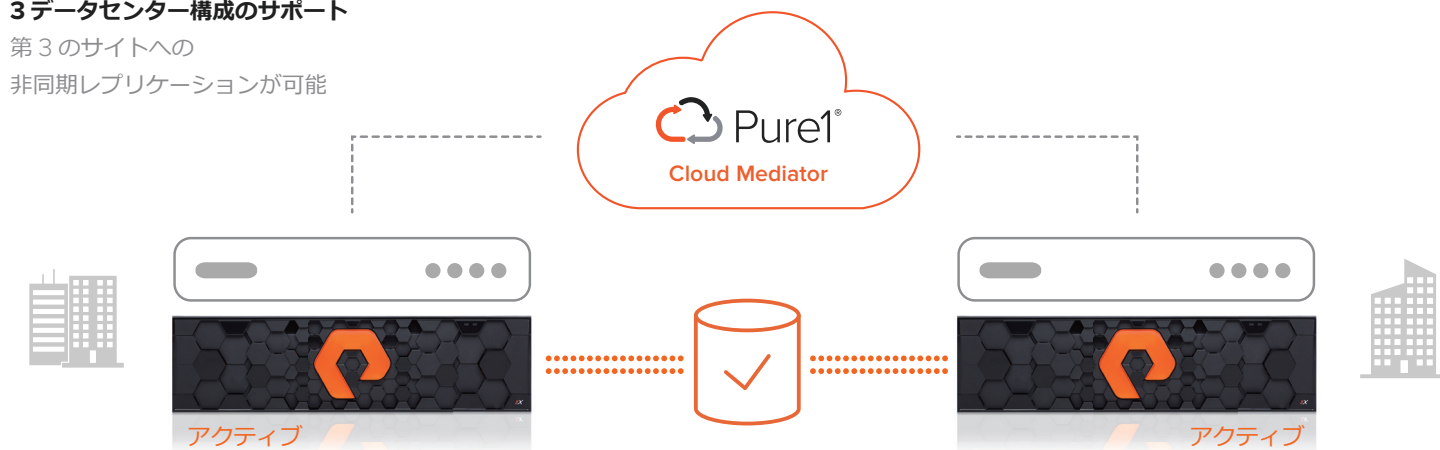 3データセンター構成のサポート
第3のサイトへの
非同期レプリケーションが可能
Pure1®
Cloud Mediator
アクティブ
アクティブ